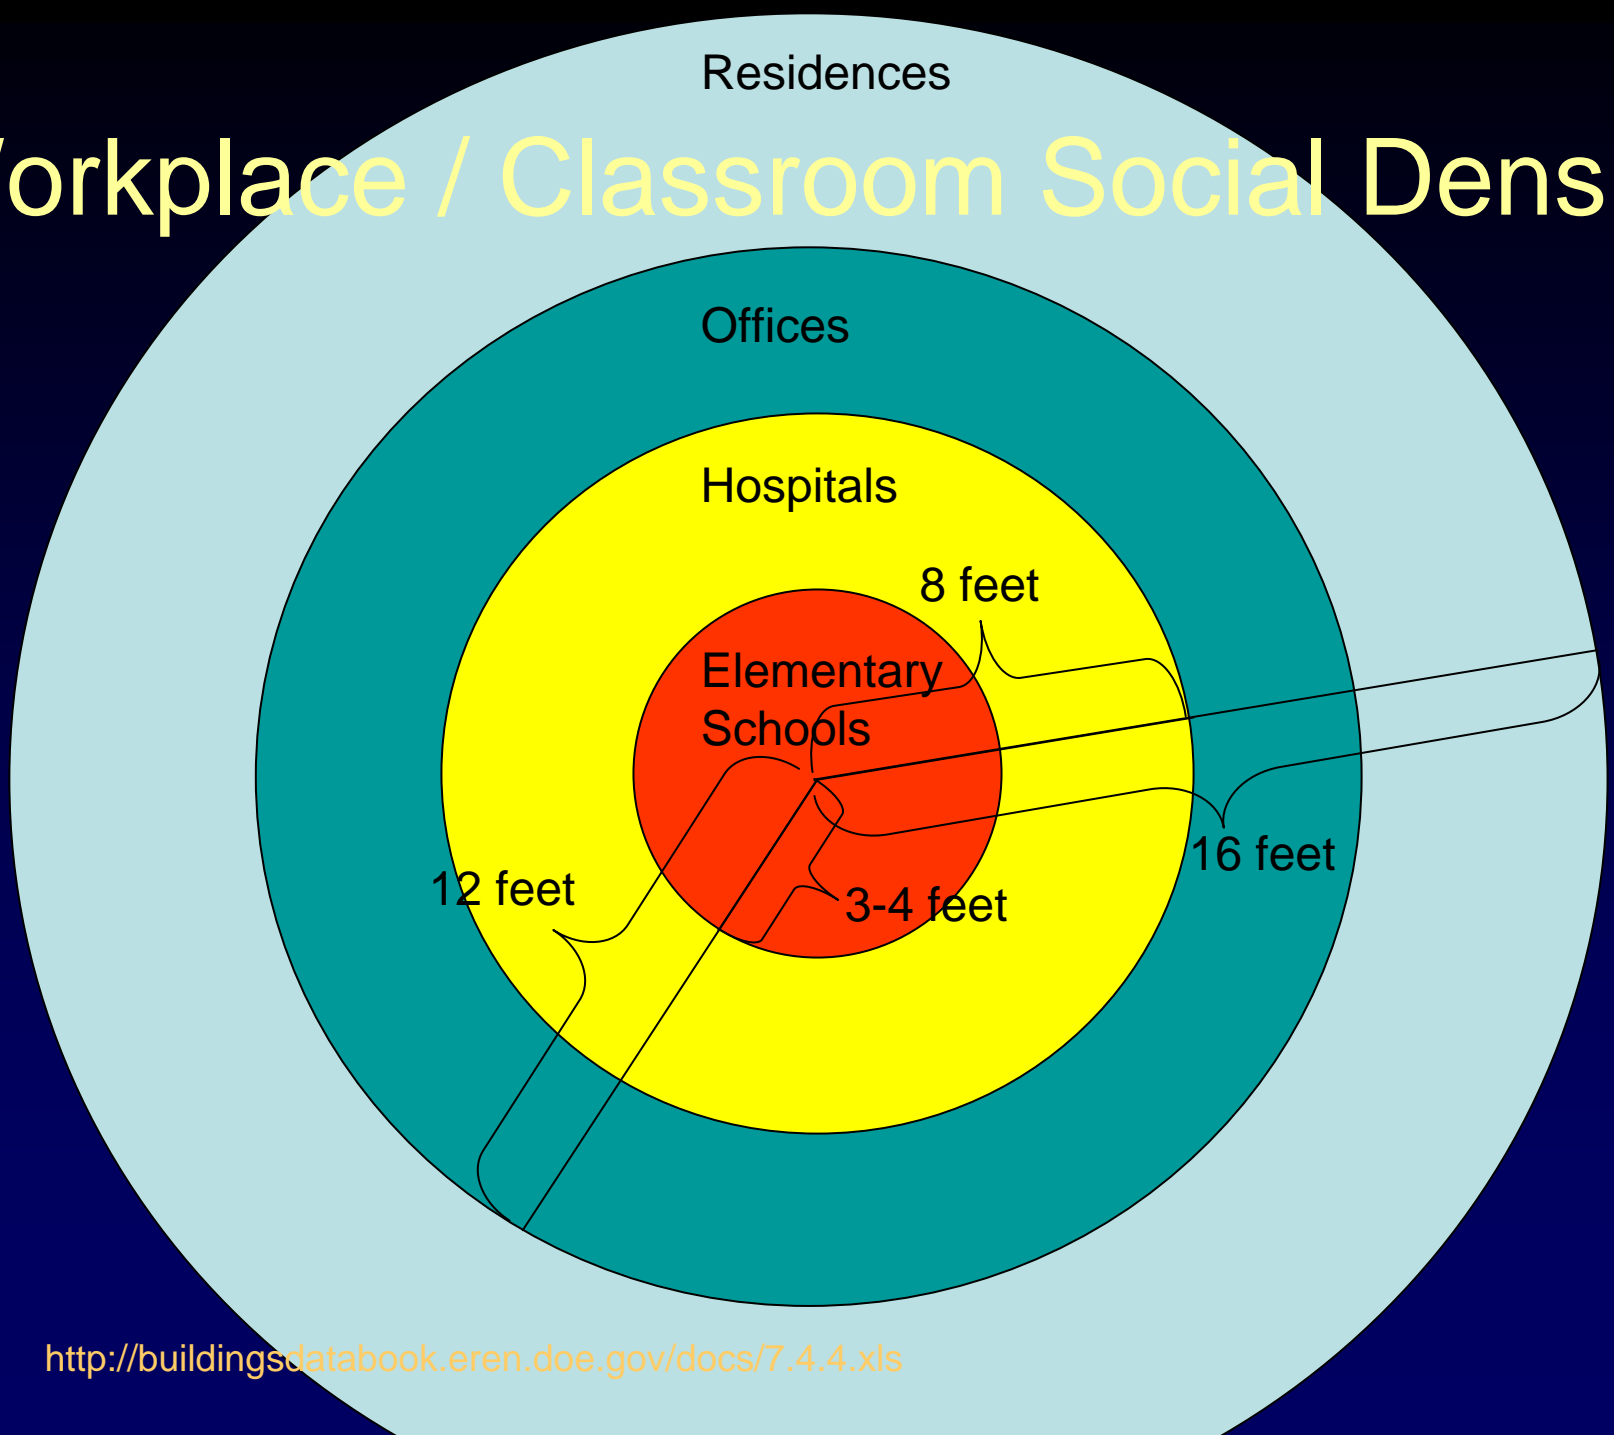 Residences
orkplace / Classroom Social Dens
Offices
Hospitals
8 feet
Elementary
Schools
16 feet
12 feet
3-4 feet
http://buildingsdatabook.eren.doe.gov/docs/7.4.4.xls